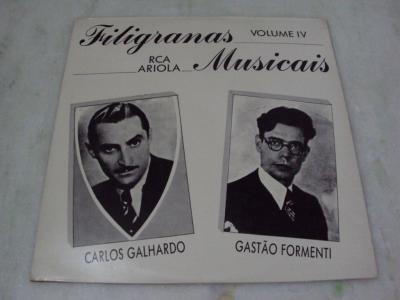 Filigranas VOLUME IV
RCA
ARIOLA Musicais
CARLOS GALHARDO
GASTÃO FORMENTI